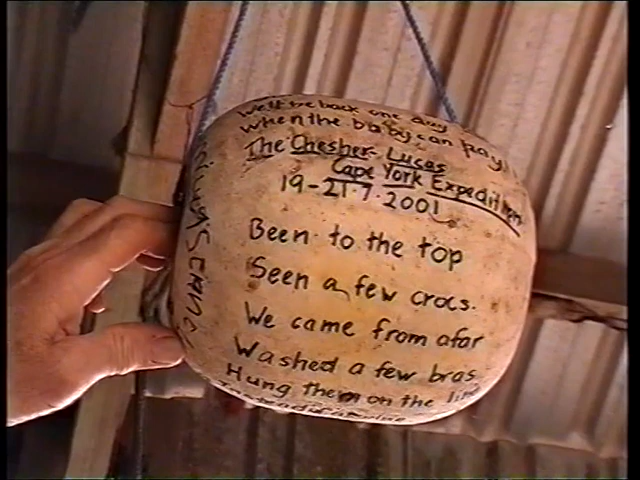 We'll be back one day
when the baby can pay!
The Chesher-Lucas
Cape York Expedition
19-21·7·2001
Been to the top
Seen a few crocs.
We came from afar
Washed a few bras
Hung them on the line